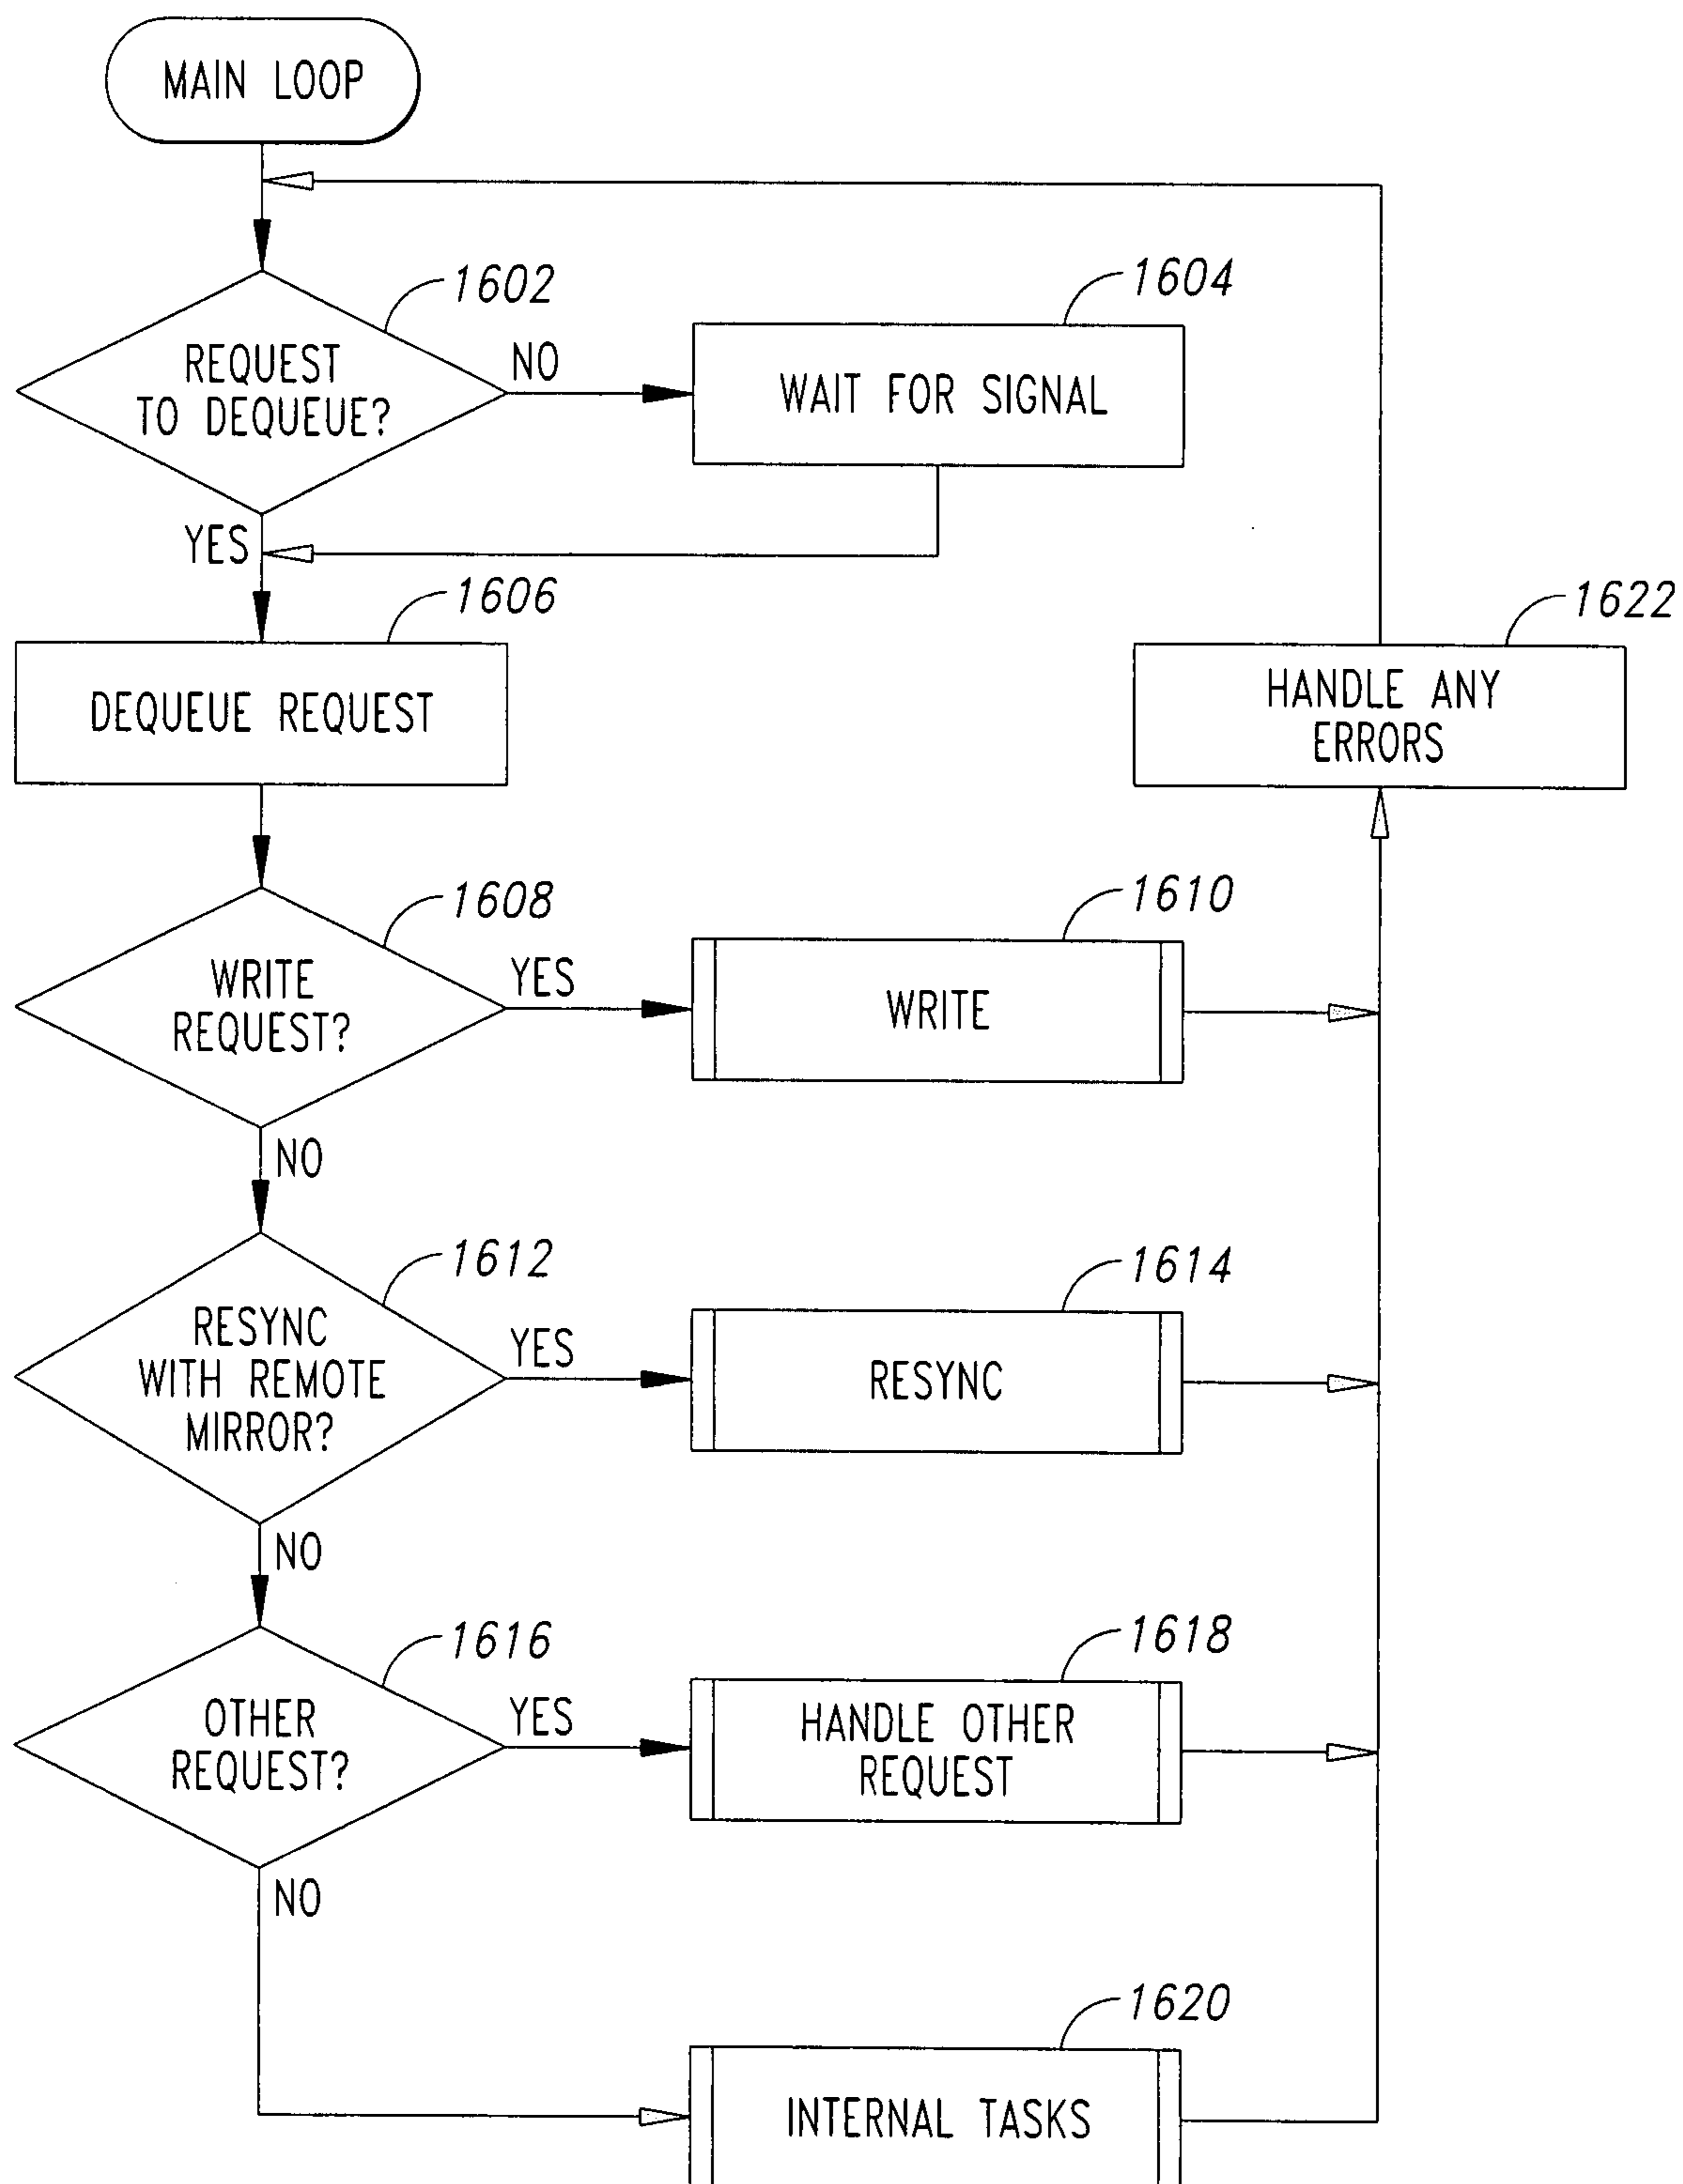 MAIN LOOP
1602
1604
REQUEST
TO DEQUEUE?
NO
WAIT FOR SIGNAL
YES
1606
1622
DEQUEUE REQUEST
HANDLE ANY
ERRORS
1608
1610
WRITE
REQUEST?
YES
WRITE
NO
1612
1614
RESYNC
WITH REMOTE
MIRROR?
YES
RESYNC
NO
1616
1618
OTHER
REQUEST?
YES
HANDLE OTHER
REQUEST
NO
1620
INTERNAL TASKS